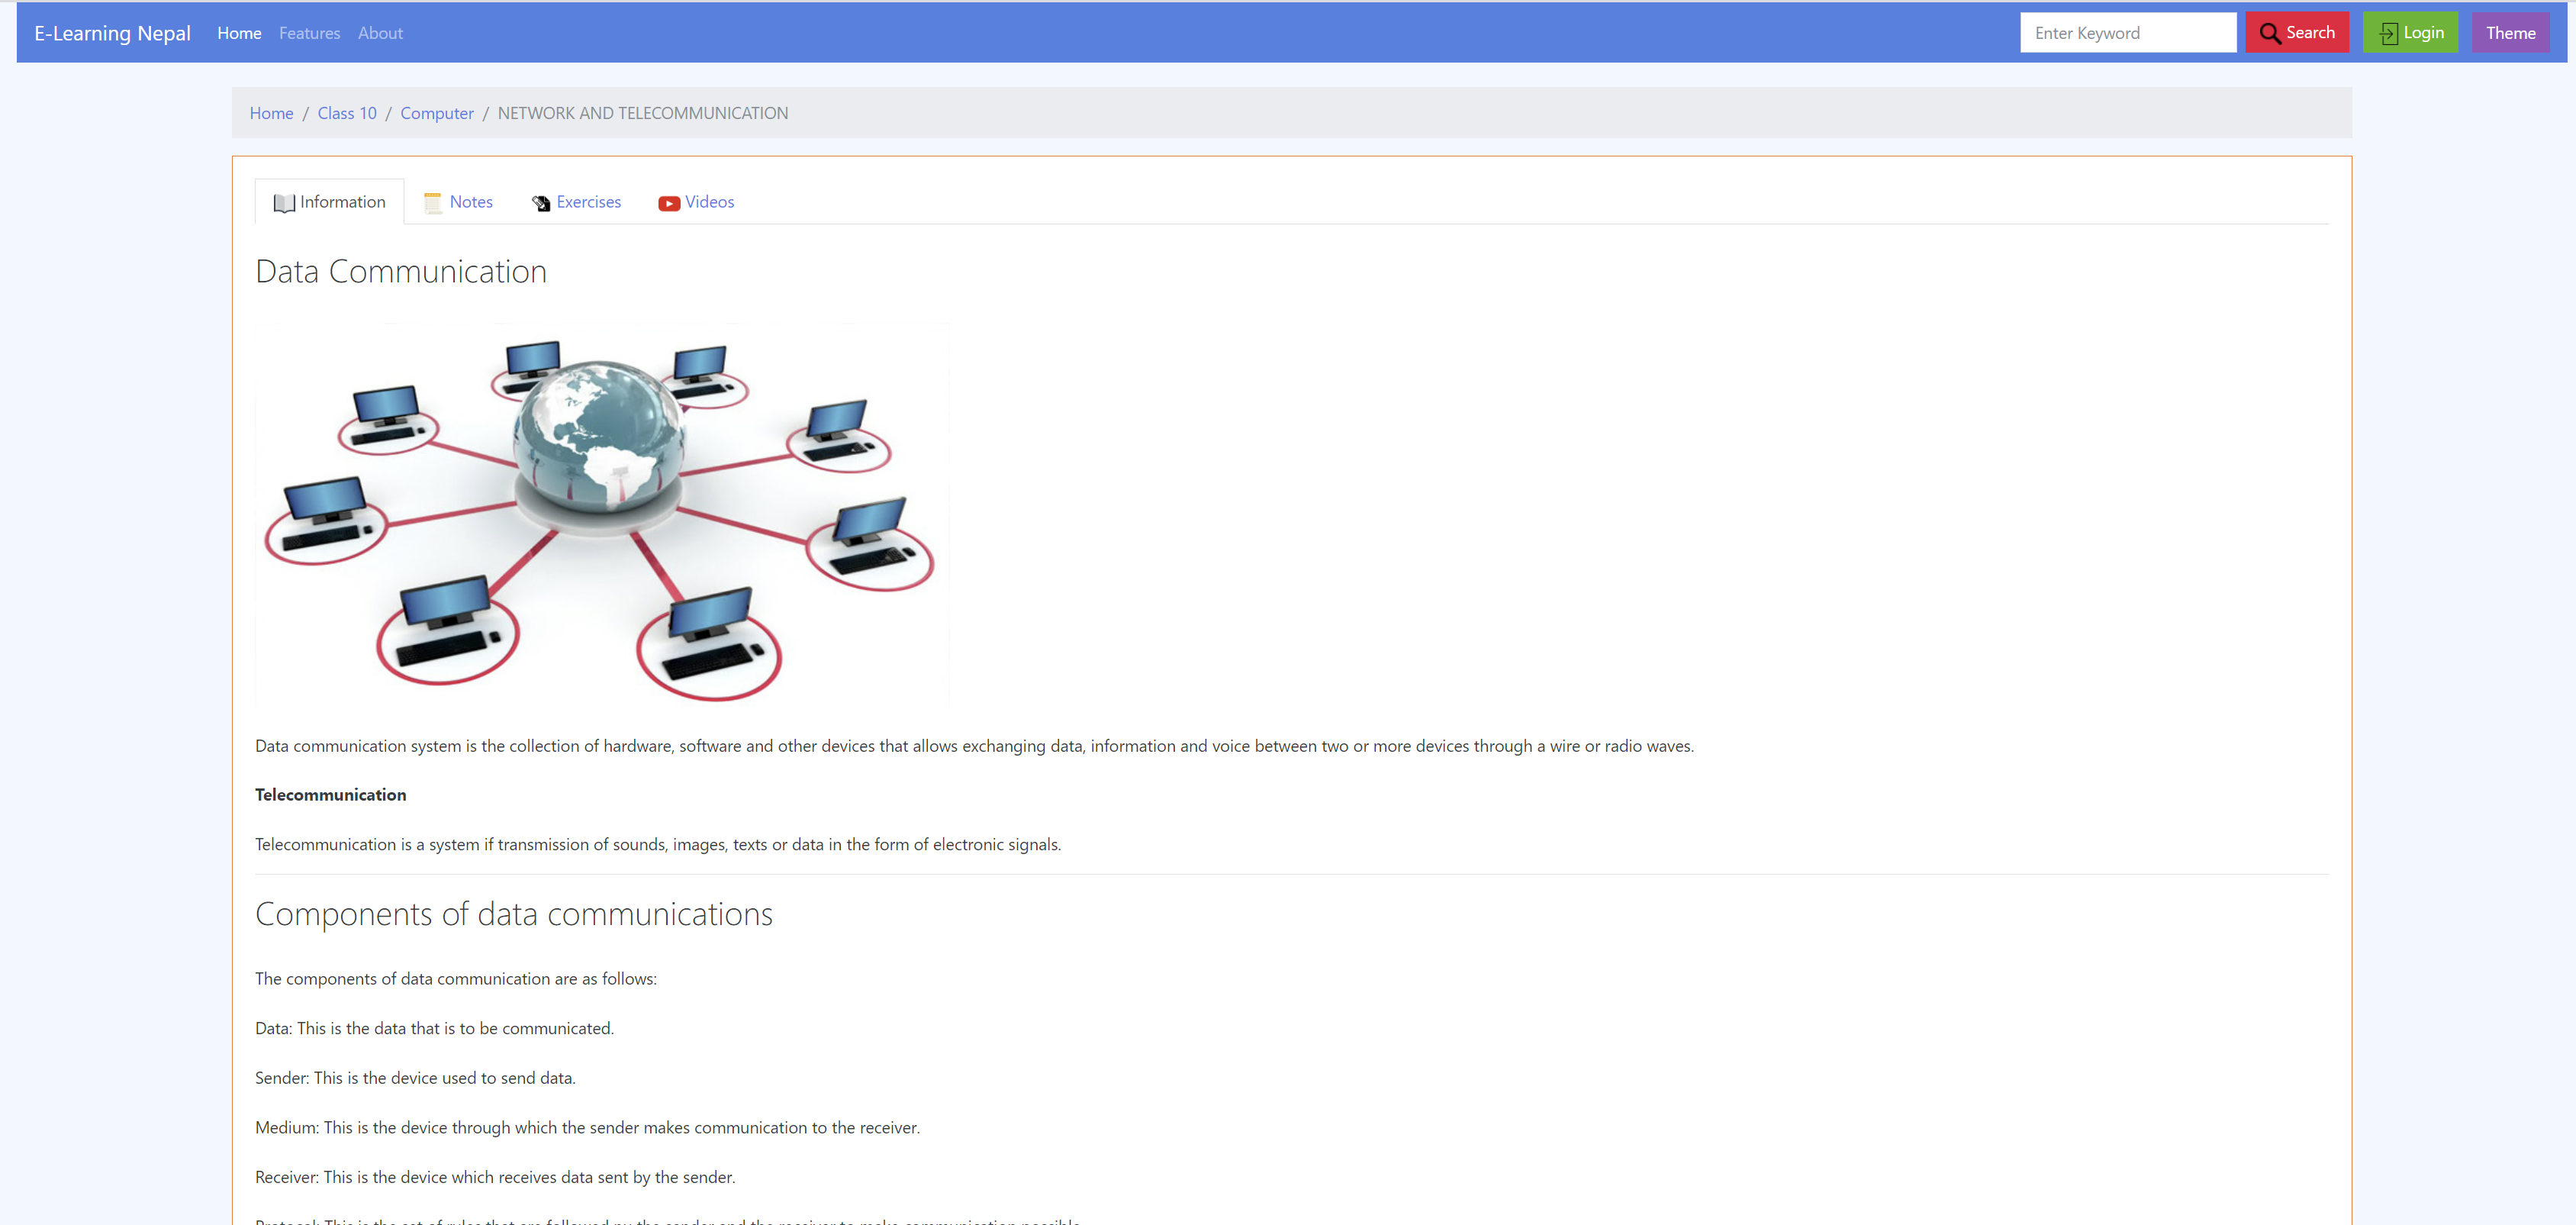 E-Learning Nepal Home Features About Enter Keyword Search Login Theme
Home / Class 10 / Computer / NETWORK AND TELECOMMUNICATION
Information Notes Exercises Videos
Data Communication
Data communication system is the collection of hardware, software and other devices that allows exchanging data, information and voice between two or more devices through a wire or radio waves.
Telecommunication
Telecommunication is a system if transmission of sounds, images, texts or data in the form of electronic signals.
Components of data communications
The components of data communication are as follows:
Data: This is the data that is to be communicated.
Sender: This is the device used to send data.
Medium: This is the device through which the sender makes communication to the receiver.
Receiver: This is the device which receives data sent by the sender.